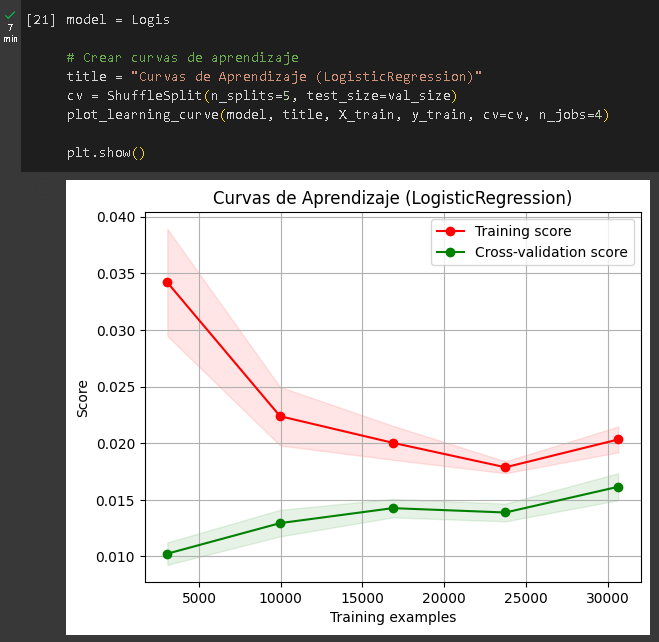 7
min
[21] model = Logis
# Crear curvas de aprendizaje
title = "Curvas de Aprendizaje (LogisticRegression)"
cv = ShuffleSplit(n_splits=5, test_size=val_size)
plot_learning_curve(model, title, X_train, y_train, cv=cv, n_jobs=4)
plt.show()
Curvas de Aprendizaje (LogisticRegression)
Training score
Cross-validation score
0.040
0.035
0.030
0.025
0.020
0.015
0.010
Score
5000 10000 15000 20000 25000 30000
Training examples